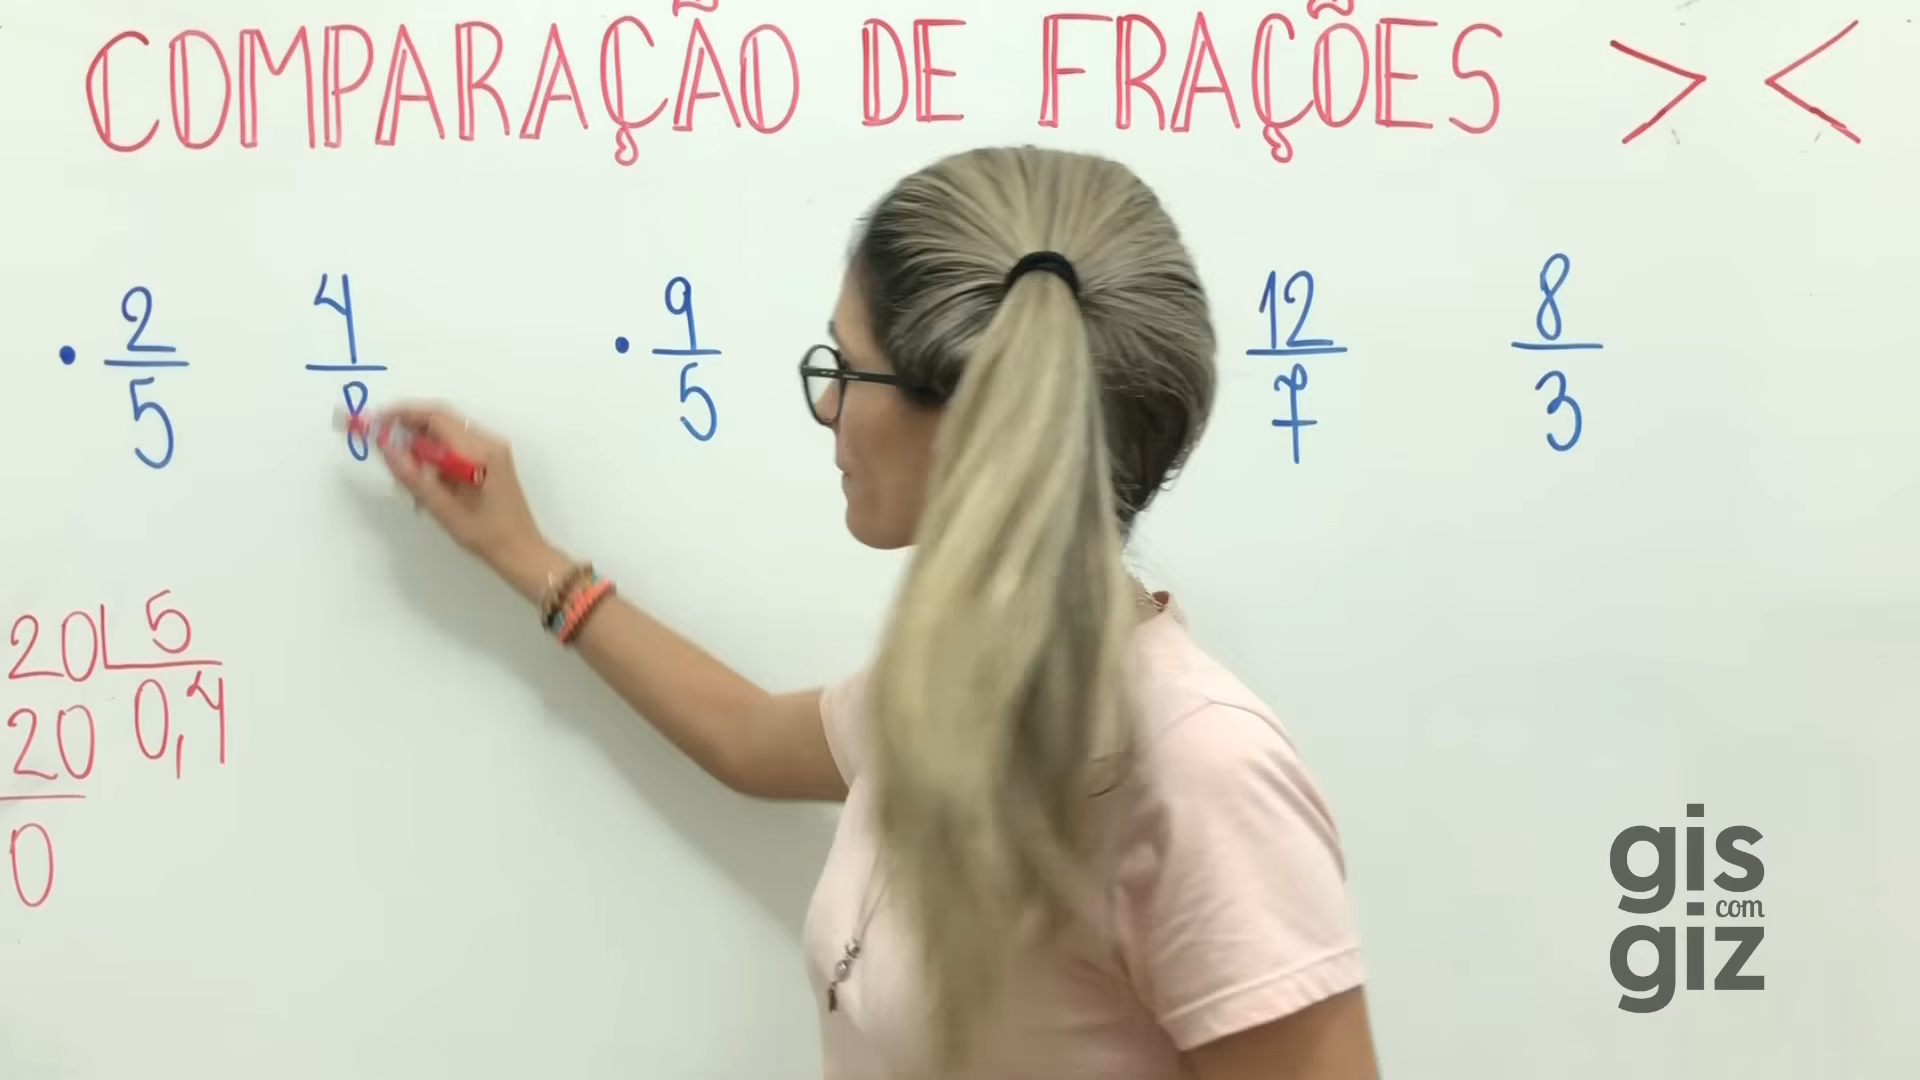 COMPARAÇÃO DE FRAÇÕES > <
• 2/5 4/8 • 9/5 12/7 8/3
20 5
20 0,4
0
gis
com
giz